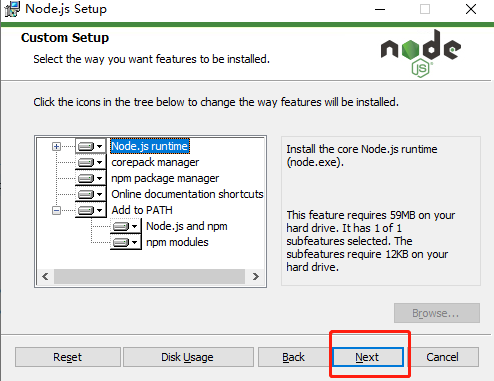 Node.js Setup
Custom Setup
Select the way you want features to be installed.
node
JS
Click the icons in the tree below to change the way features will be installed.
Node.js runtime
corepack manager
npm package manager
Online documentation shortcuts
Add to PATH
Node.js and npm
npm modules
Install the core Node.js runtime
(node.exe).
This feature requires 59MB on your
hard drive. It has 1 of 1
subfeatures selected. The
subfeatures require 12KB on your
hard drive.
Browse...
Reset
Disk Usage
Back
Next
Cancel